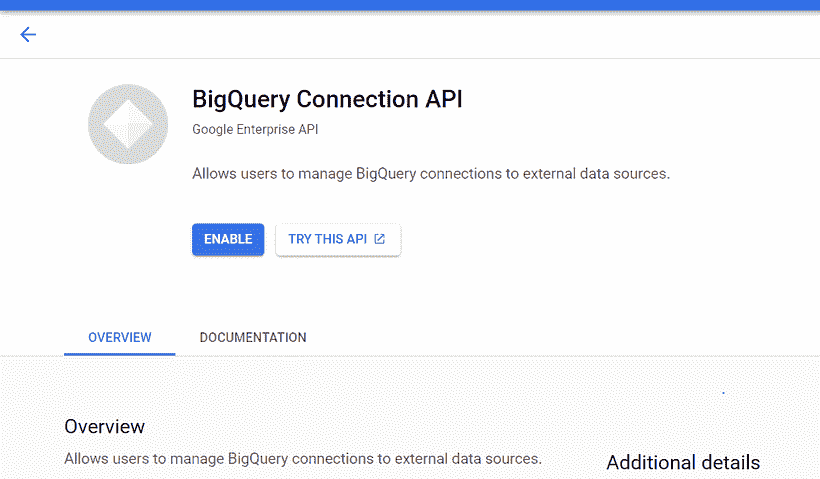 BigQuery Connection API
Google Enterprise API
Allows users to manage BigQuery connections to external data sources.
ENABLE
TRY THIS API
OVERVIEW
DOCUMENTATION
Overview
Allows users to manage BigQuery connections to external data sources.
Additional details